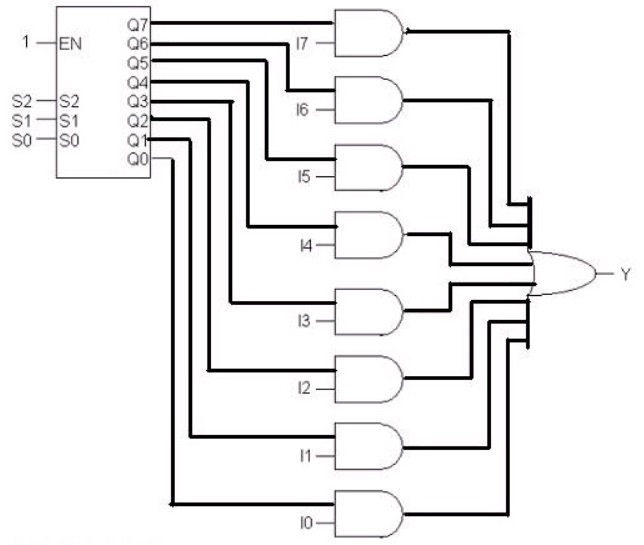 Q7
1 EN Q6
I7
Q5
Q4
S2 S2 Q3
I6
S1 S1 Q2
S0 S0 Q1
Q0
I5
I4
Y
I3
I2
I1
I0